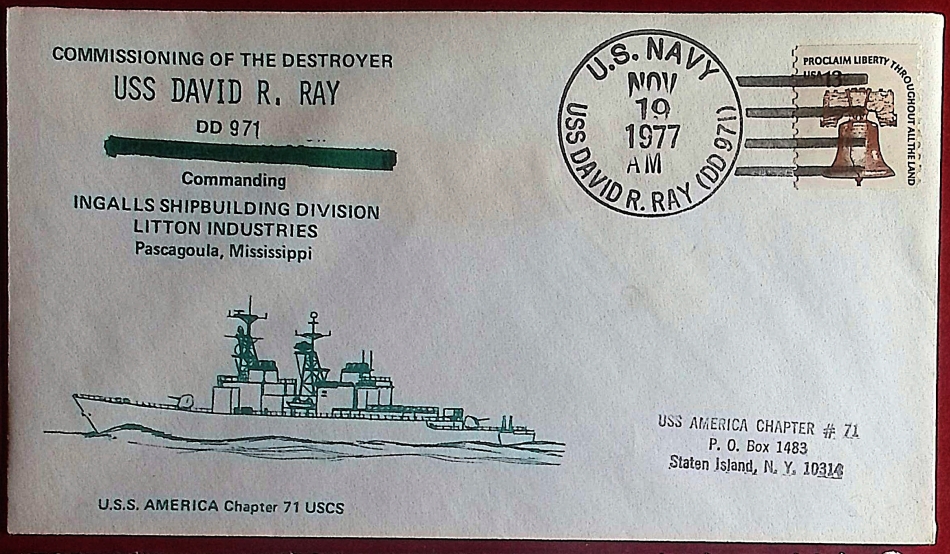 COMMISSIONING OF THE DESTROYER
USS DAVID R. RAY
DD 971
Commanding
INGALLS SHIPBUILDING DIVISION
LITTON INDUSTRIES
Pascagoula, Mississippi
U.S. NAVY
NOV
19
1977
AM
USS DAVID R. RAY (DD 971)
PROCLAIM LIBERTY THROUGHOUT ALL THE LAND
USA 13
USS AMERICA CHAPTER # 71
P. O. Box 1483
Staten Island, N. Y. 10314
U.S.S. AMERICA Chapter 71 USCS